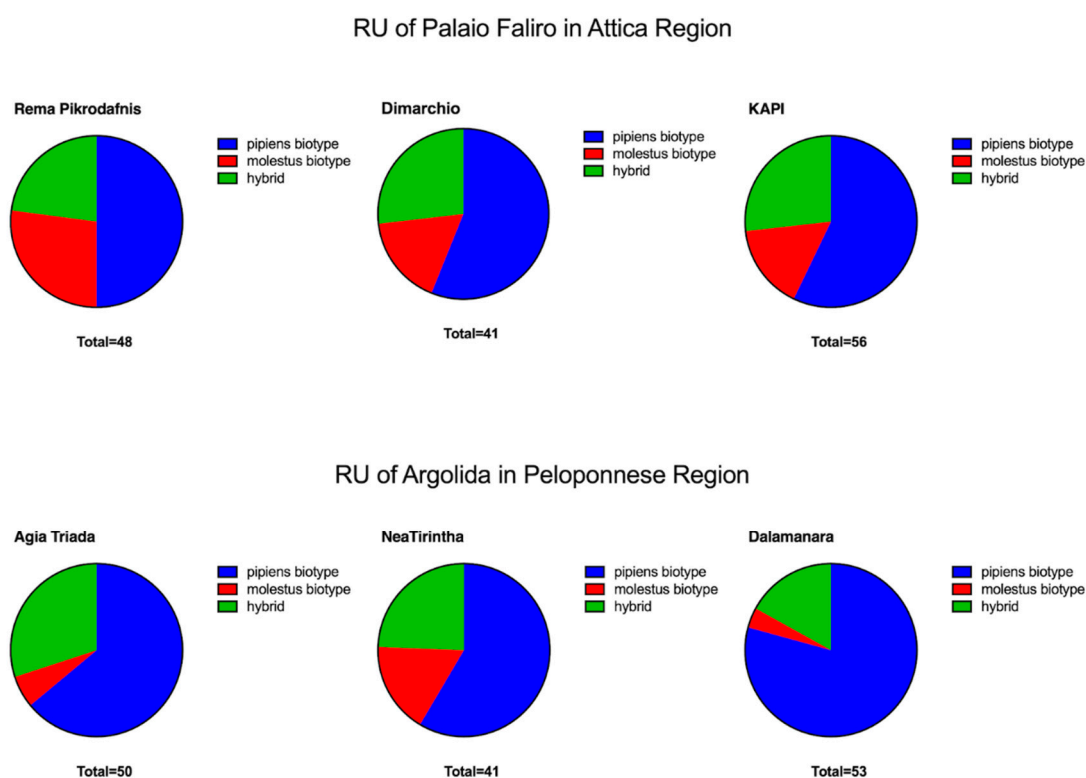 RU of Palaio Faliro in Attica Region
Rema Pikrodafnis
pipiens biotype
molestus biotype
hybrid
Total=48
Dimarchio
pipiens biotype
molestus biotype
hybrid
Total=41
KAPI
pipiens biotype
molestus biotype
hybrid
Total=56
RU of Argolida in Peloponnese Region
Agia Triada
pipiens biotype
molestus biotype
hybrid
Total=50
NeaTirintha
pipiens biotype
molestus biotype
hybrid
Total=41
Dalamanara
pipiens biotype
molestus biotype
hybrid
Total=53